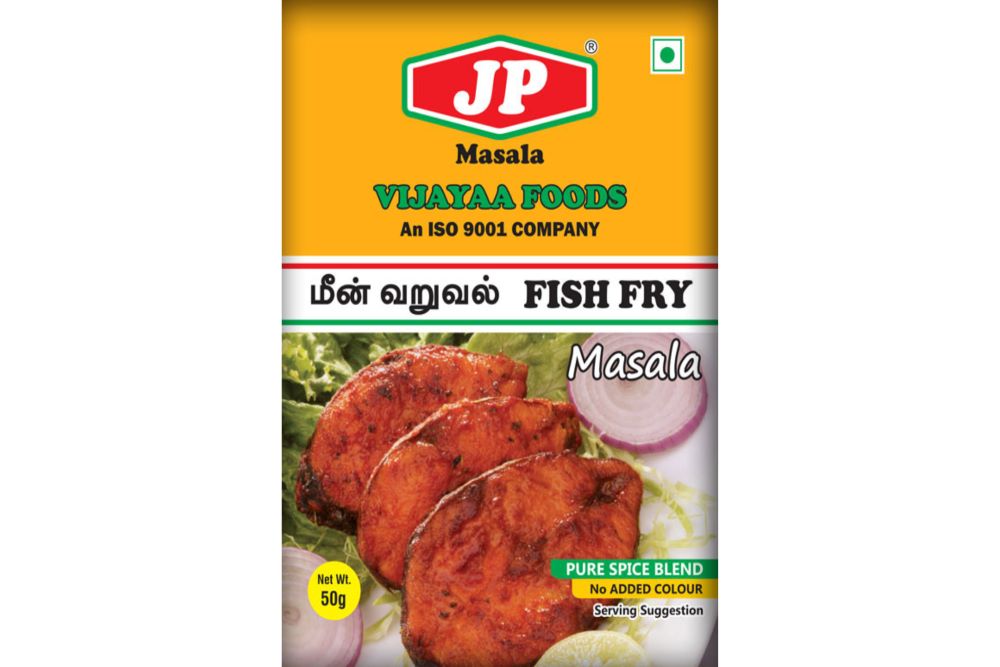 JP ®
Masala
VIJAYAA FOODS
An ISO 9001 COMPANY
மீன் வறுவல் FISH FRY
Masala
PURE SPICE BLEND
Net Wt.
50g
No ADDED COLOUR
Serving Suggestion